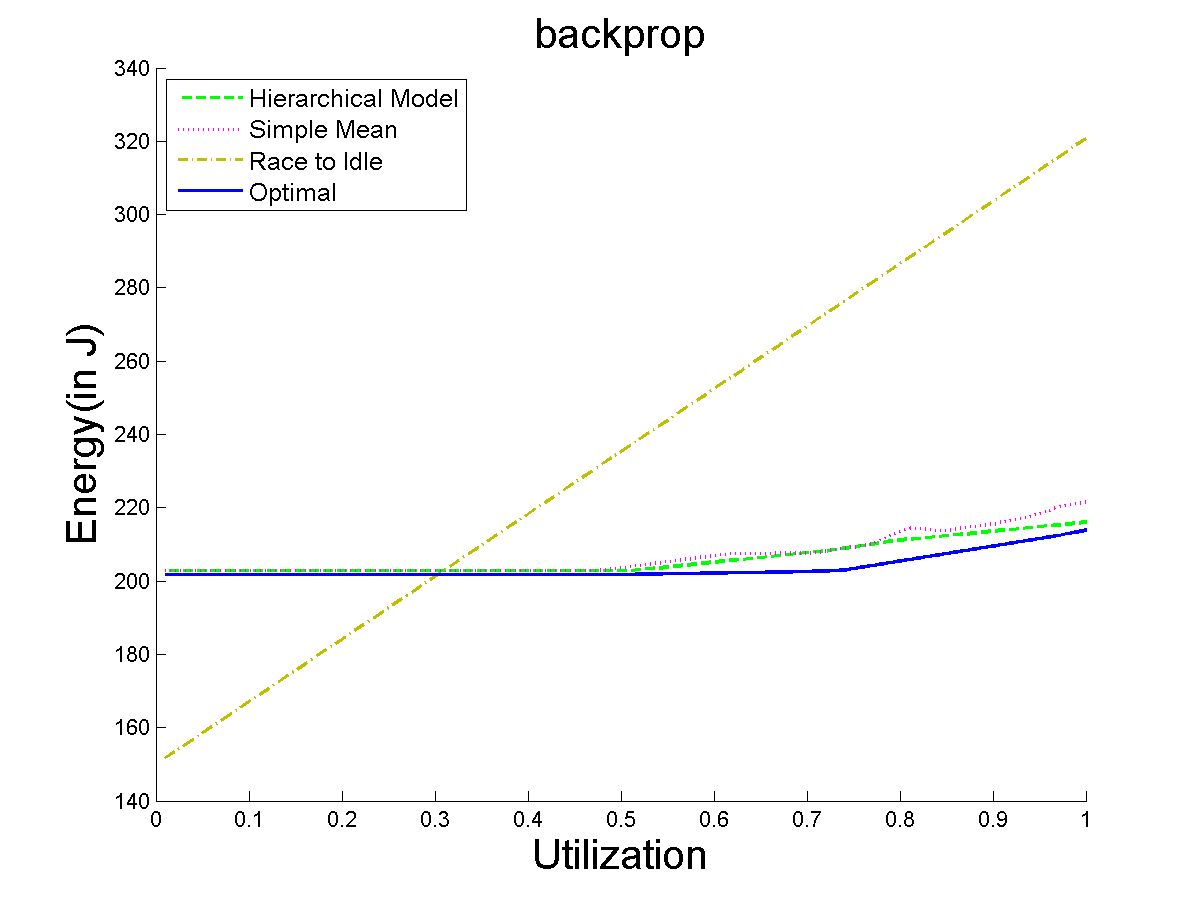 backprop
Hierarchical Model
Simple Mean
Race to Idle
Optimal
Energy(in J)
340
320
300
280
260
240
220
200
180
160
140
0 0.1 0.2 0.3 0.4 0.5 0.6 0.7 0.8 0.9 1
Utilization